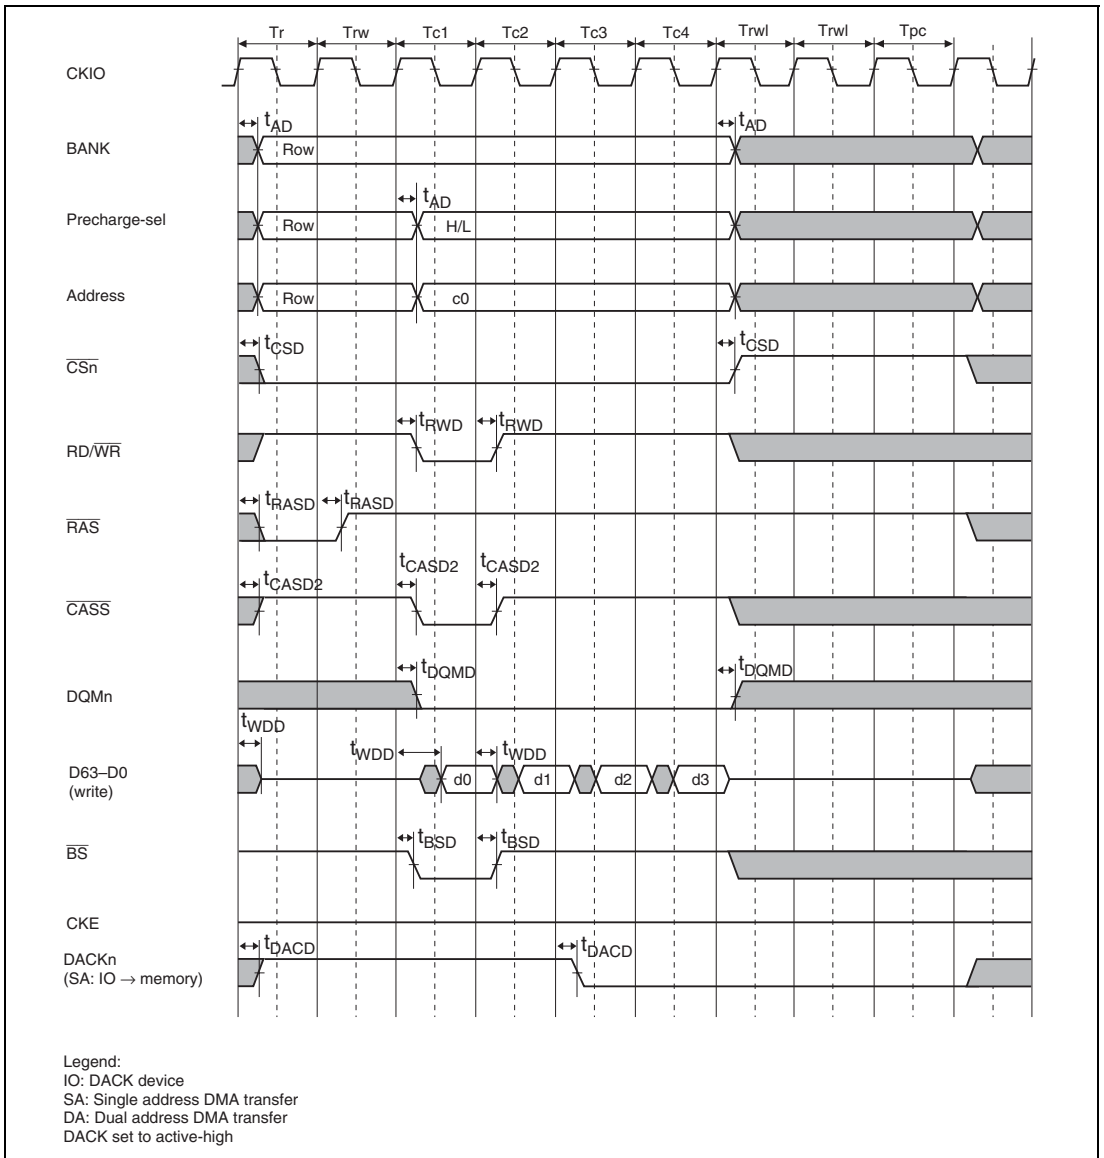 Tr Trw Tc1 Tc2 Tc3 Tc4 Trwl Trwl Tpc
CKIO
tAD tAD
BANK Row
tAD
Precharge-sel Row H/L
Address Row c0
tCSD tCSD
CSn
tRWD tRWD
RD/WR
tRASD tRASD
RAS
tCASD2 tCASD2 tCASD2
CASS
tDQMD tDQMD
DQMn
tWDD tWDD tWDD
D63–D0 d0 d1 d2 d3
(write)
tBSD tBSD
BS
CKE
tDACD tDACD
DACKn
(SA: IO → memory)
Legend:
IO: DACK device
SA: Single address DMA transfer
DA: Dual address DMA transfer
DACK set to active-high